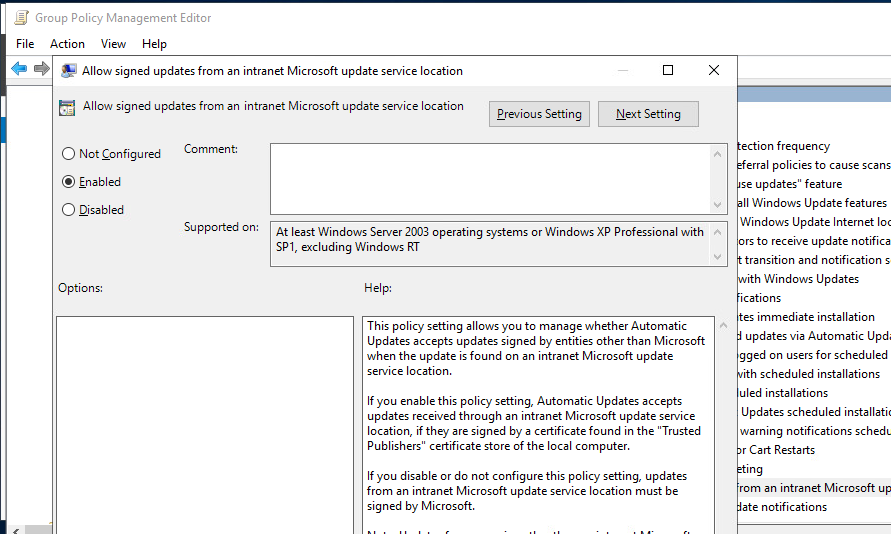 Group Policy Management Editor
File Action View Help
Allow signed updates from an intranet Microsoft update service location
Allow signed updates from an intranet Microsoft update service location
Previous Setting
Next Setting
Not Configured
Enabled
Disabled
Comment:
Supported on:
At least Windows Server 2003 operating systems or Windows XP Professional with
SP1, excluding Windows RT
Options:
Help:
This policy setting allows you to manage whether Automatic
Updates accepts updates signed by entities other than Microsoft
when the update is found on an intranet Microsoft update
service location.
If you enable this policy setting, Automatic Updates accepts
updates received through an intranet Microsoft update service
location, if they are signed by a certificate found in the "Trusted
Publishers" certificate store of the local computer.
If you disable or do not configure this policy setting, updates
from an intranet Microsoft update service location must be
signed by Microsoft.
tection frequency
eferral policies to cause scans
use updates" feature
all Windows Update features
Windows Update Internet loc
ors to receive update notifica
t transition and notification s
with Windows Updates
fications
ates immediate installation
d updates via Automatic Upda
ogged on users for scheduled
with scheduled installations
uled installations
Updates scheduled installatio
warning notifications schedu
or Cart Restarts
eting
from an intranet Microsoft up
date notifications